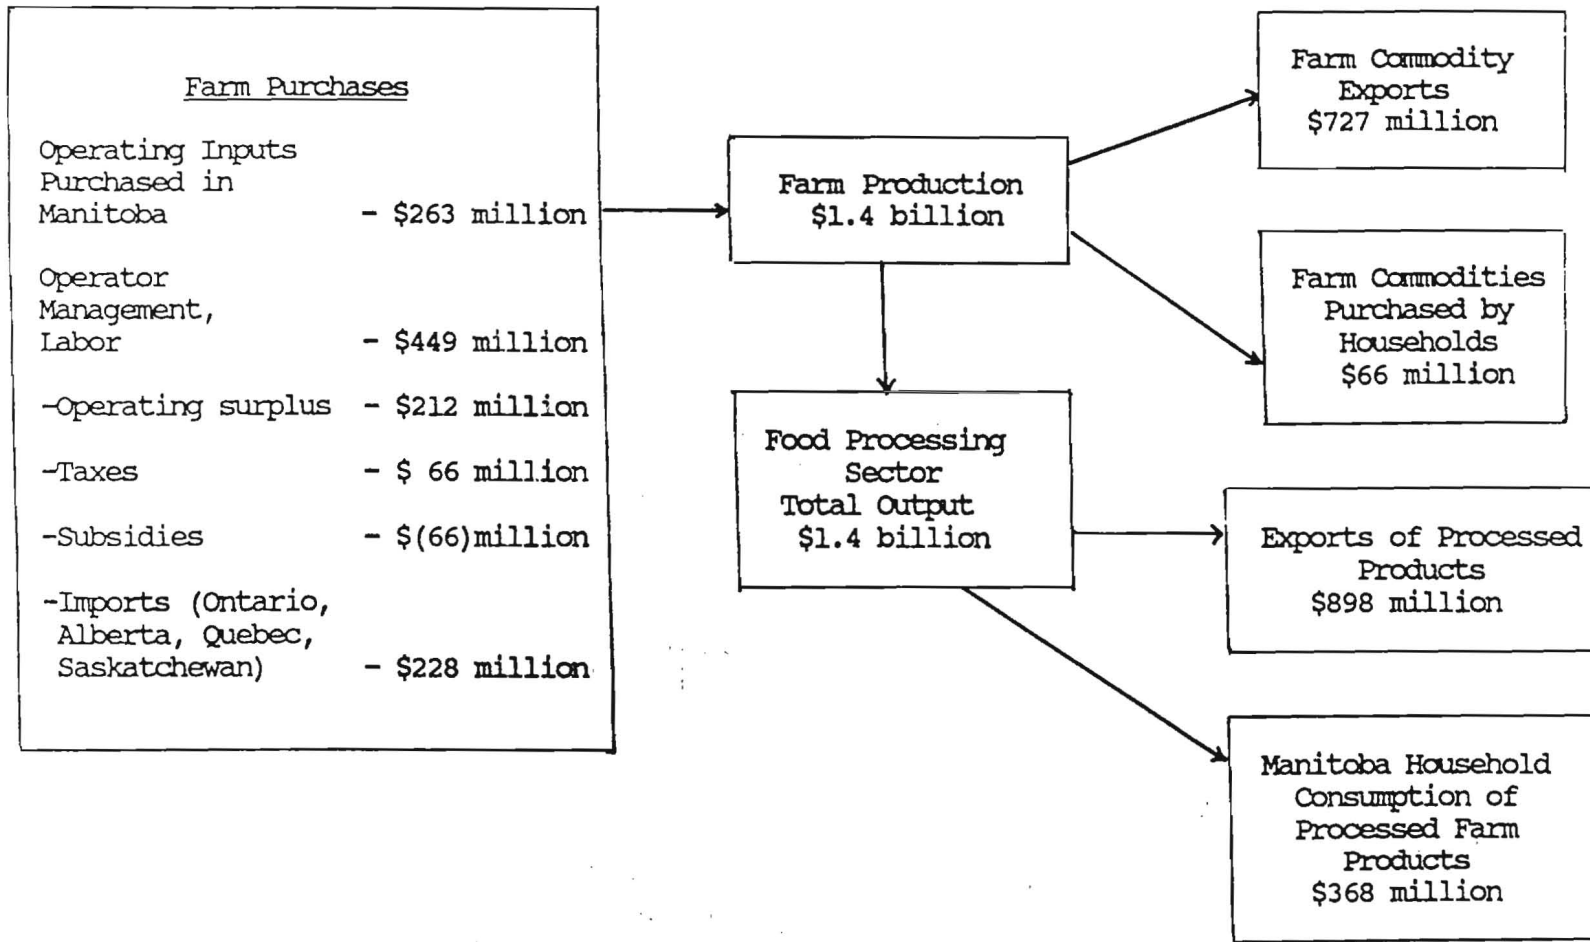 Farm Purchases
Operating Inputs
Purchased in
Manitoba - $263 million
Operator
Management,
Labor - $449 million
-Operating surplus - $212 million
-Taxes - $ 66 million
-Subsidies - $(66)million
-Imports (Ontario,
Alberta, Quebec,
Saskatchewan) - $228 million
Farm Production
$1.4 billion
Food Processing
Sector
Total Output
$1.4 billion
Farm Commodity
Exports
$727 million
Farm Commodities
Purchased by
Households
$66 million
Exports of Processed
Products
$898 million
Manitoba Household
Consumption of
Processed Farm
Products
$368 million